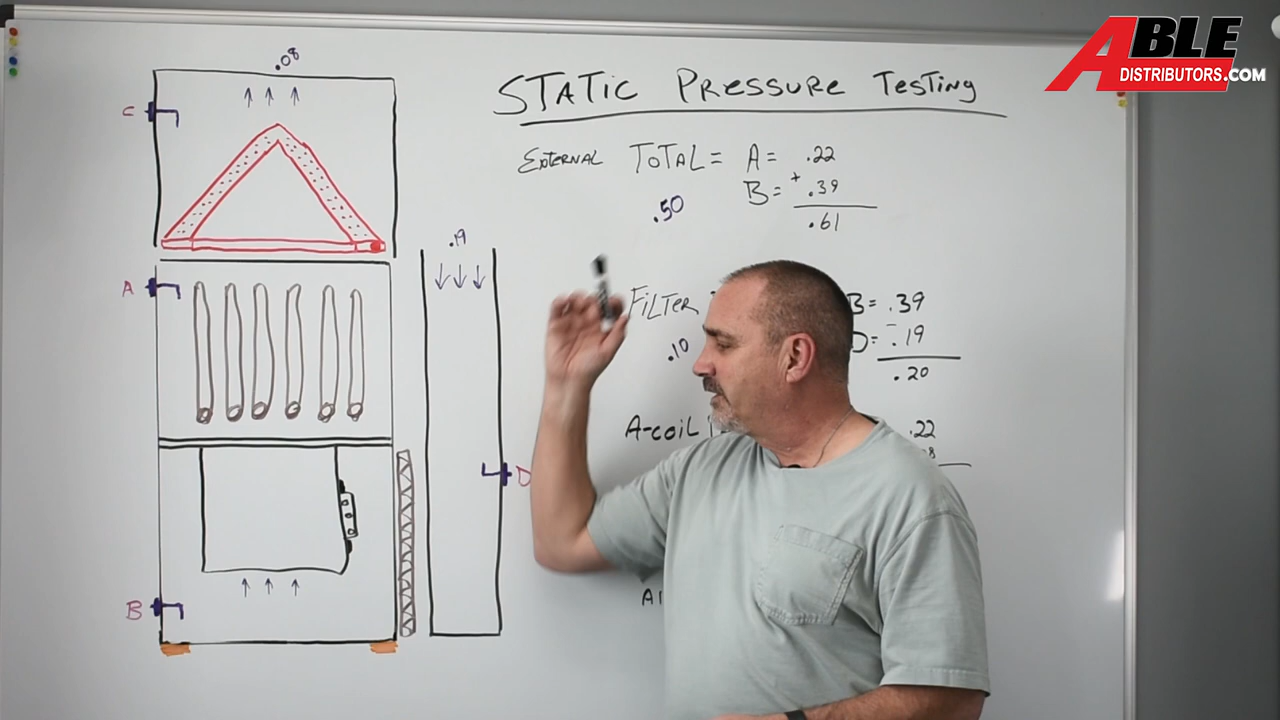 ABLE
DISTRIBUTORS.COM
STATIC PRESSURE TESTING
.08
C
EXTERNAL TOTAL = A = .22
B = + .39
.50
.61
.19
A
FILTER
B = .39
D = - .19
.10
.20
A-COIL
.22
D
B